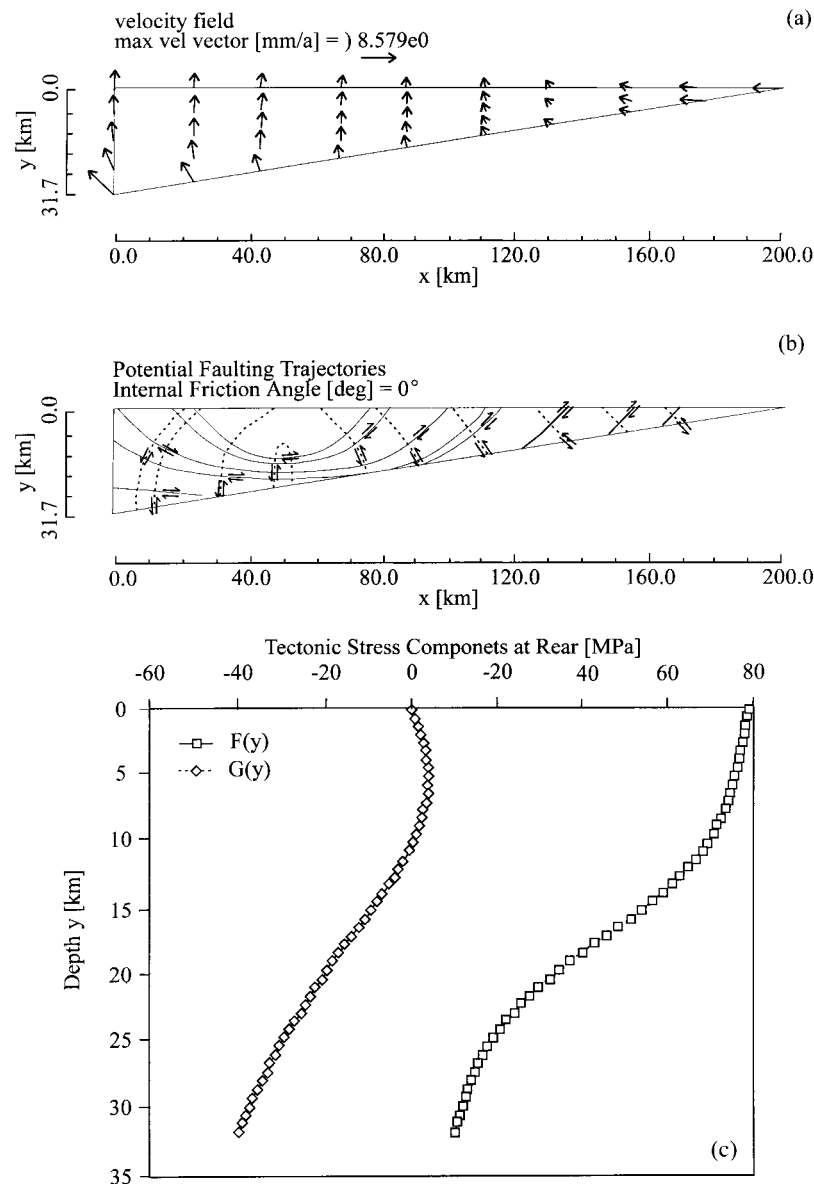 (a)
velocity field
max vel vector [mm/a] = ) 8.579e0
0.0
y [km]
31.7
0.0 40.0 80.0 120.0 160.0 200.0
x [km]
(b)
Potential Faulting Trajectories
Internal Friction Angle [deg] = 0°
0.0
y [km]
31.7
0.0 40.0 80.0 120.0 160.0 200.0
x [km]
Tectonic Stress Componets at Rear [MPa]
-60 -40 -20 0 -20 40 60 80
0
F(y)
G(y)
5
10
15
Depth y [km]
20
25
30
35
(c)